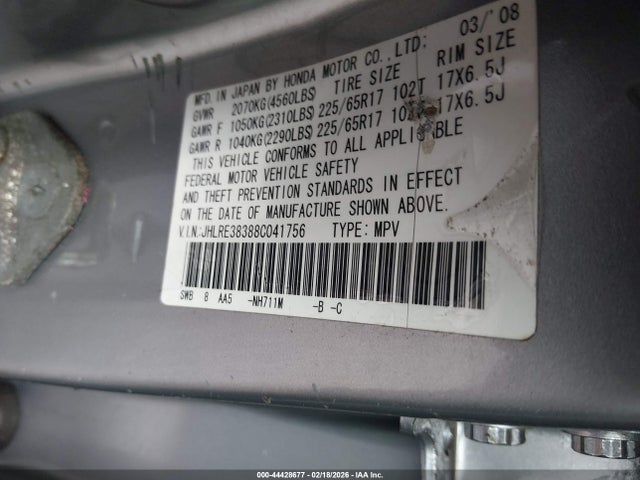 MFD. IN JAPAN BY HONDA MOTOR CO., LTD; 03/'08
GVWR 2070KG(4560LBS) TIRE SIZE RIM SIZE
GAWR F 1050KG(2310LBS) 225/65R17 102T 17X6.5J
GAWR R 1040KG(2290LBS) 225/65R17 17X6.5J
THIS VEHICLE CONFORMS TO ALL APPLICABLE
FEDERAL MOTOR VEHICLE SAFETY
AND THEFT PREVENTION STANDARDS IN EFFECT
ON THE DATE OF MANUFACTURE SHOWN ABOVE.
V.I.N:JHLRE38388C041756 TYPE: MPV
SWB 8 AA5 -NH711M -B -C
000-44428677 - 02/18/2026 - IAA Inc.